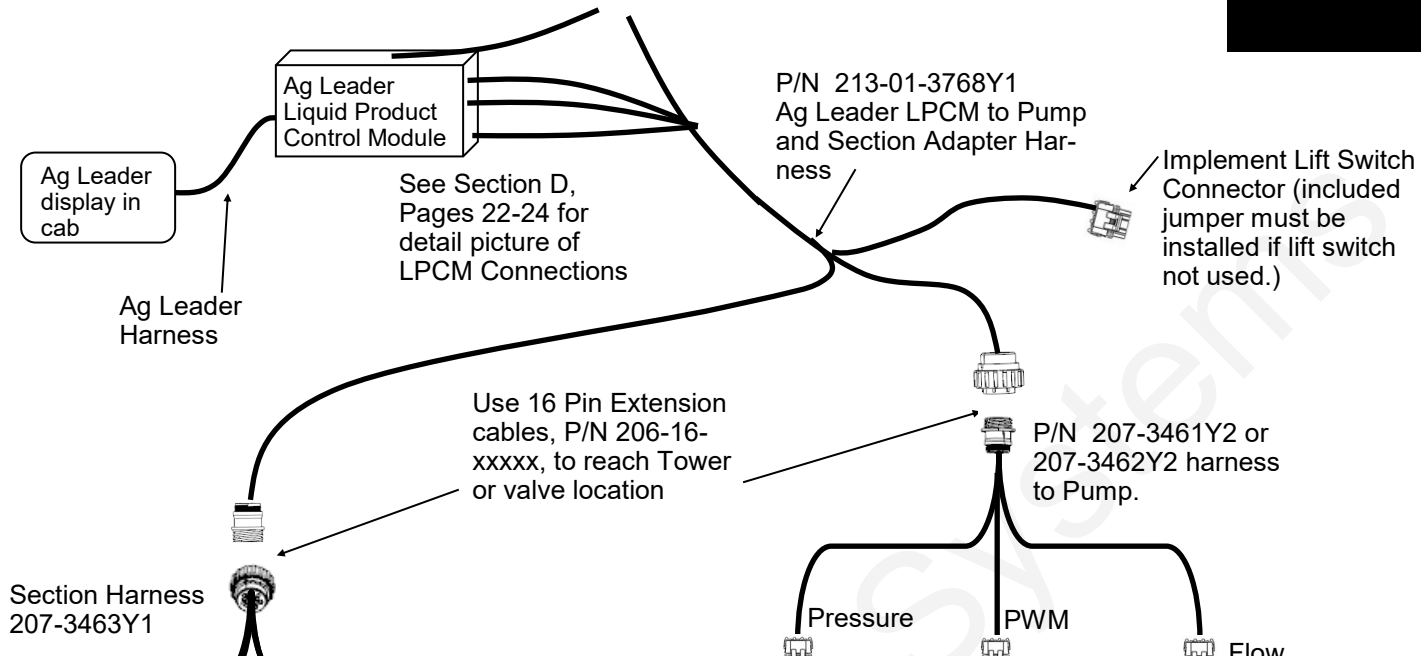 Ag Leader
Liquid Product
Control Module
P/N  213-01-3768Y1
Ag Leader LPCM to Pump
and Section Adapter Har-
ness
Ag Leader
display in
cab
See Section D,
Pages 22-24 for
detail picture of
LPCM Connections
Implement Lift Switch
Connector (included
jumper must be
installed if lift switch
not used.)
Ag Leader
Harness
Use 16 Pin Extension
cables, P/N 206-16-
xxxxx, to reach Tower
or valve location
P/N  207-3461Y2 or
207-3462Y2 harness
to Pump.
Section Harness
207-3463Y1
Pressure
PWM
Flow
Systems